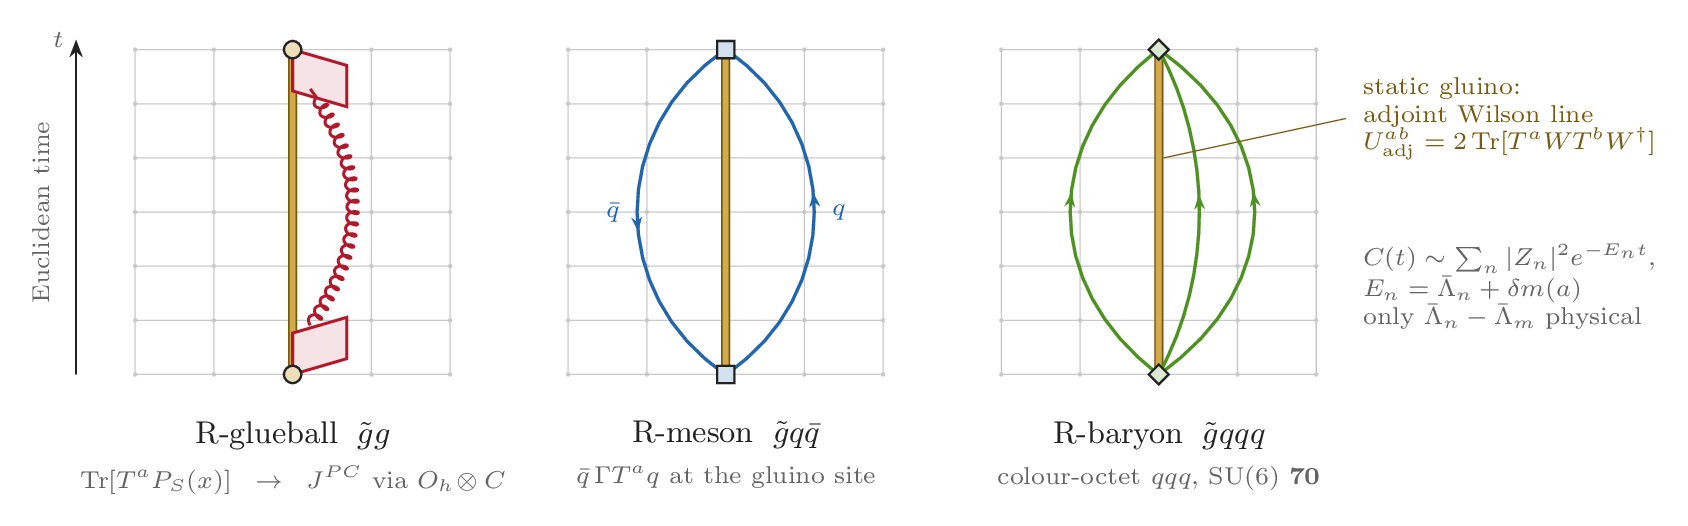 t
Euclidean time
q̄
q
static gluino:
adjoint Wilson line
U_adj^{ab} = 2 Tr[T^a W T^b W^†]
C(t) ∼ ∑_n |Z_n|² e^{−E_n t},
E_n = Λ̄_n + δm(a)
only Λ̄_n − Λ̄_m physical
R-glueball g̃g
R-meson g̃qq̄
R-baryon g̃qqq
Tr[T^a P_S(x)] → J^{PC} via O_h ⊗ C
q̄ Γ T^a q at the gluino site
colour-octet qqq, SU(6) 70